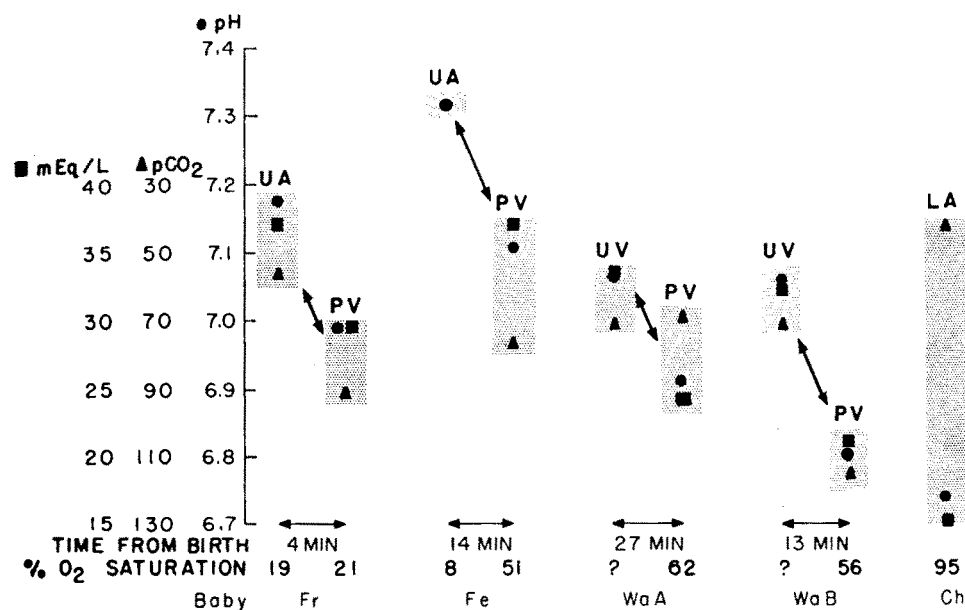 ● pH
7.4
UA
7.3
■ mEq/L ▲ pCO2
40 30 7.2 UA PV LA
35 50 7.1 UV UV
PV PV
30 70 7.0
25 90 6.9
PV
20 110 6.8
15 130 6.7
TIME FROM BIRTH 4 MIN 14 MIN 27 MIN 13 MIN
% O2 SATURATION 19 21 8 51 ? 62 ? 56 95
Baby Fr Fe WaA WaB Ch